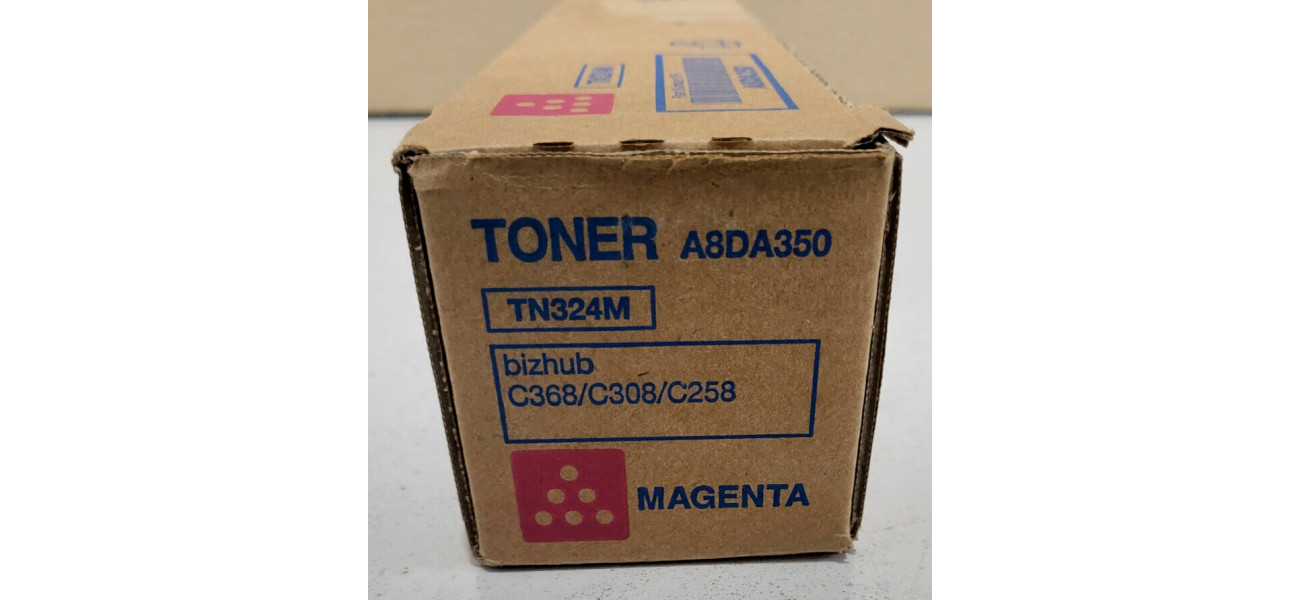 TONER A8DA350
TN324M
bizhub
C368/C308/C258
MAGENTA